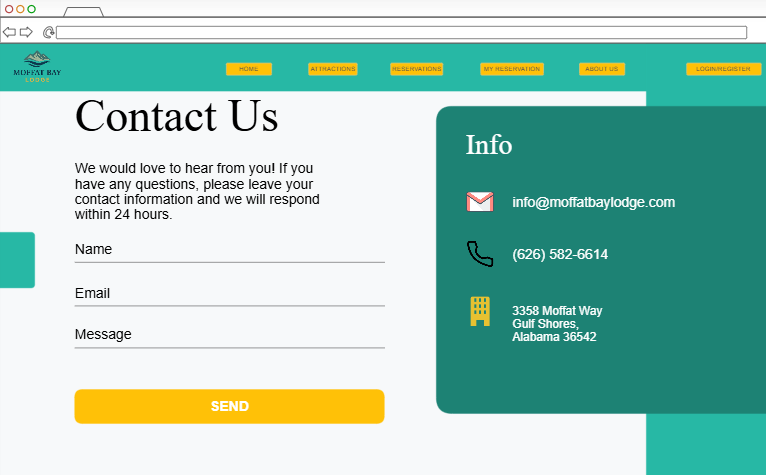 MOFFAT BAY
LODGE
HOME
ATTRACTIONS
RESERVATIONS
MY RESERVATION
ABOUT US
LOGIN/REGISTER
Contact Us
We would love to hear from you! If you
have any questions, please leave your
contact information and we will respond
within 24 hours.
Name
Email
Message
SEND
Info
info@moffatbaylodge.com
(626) 582-6614
3358 Moffat Way
Gulf Shores,
Alabama 36542